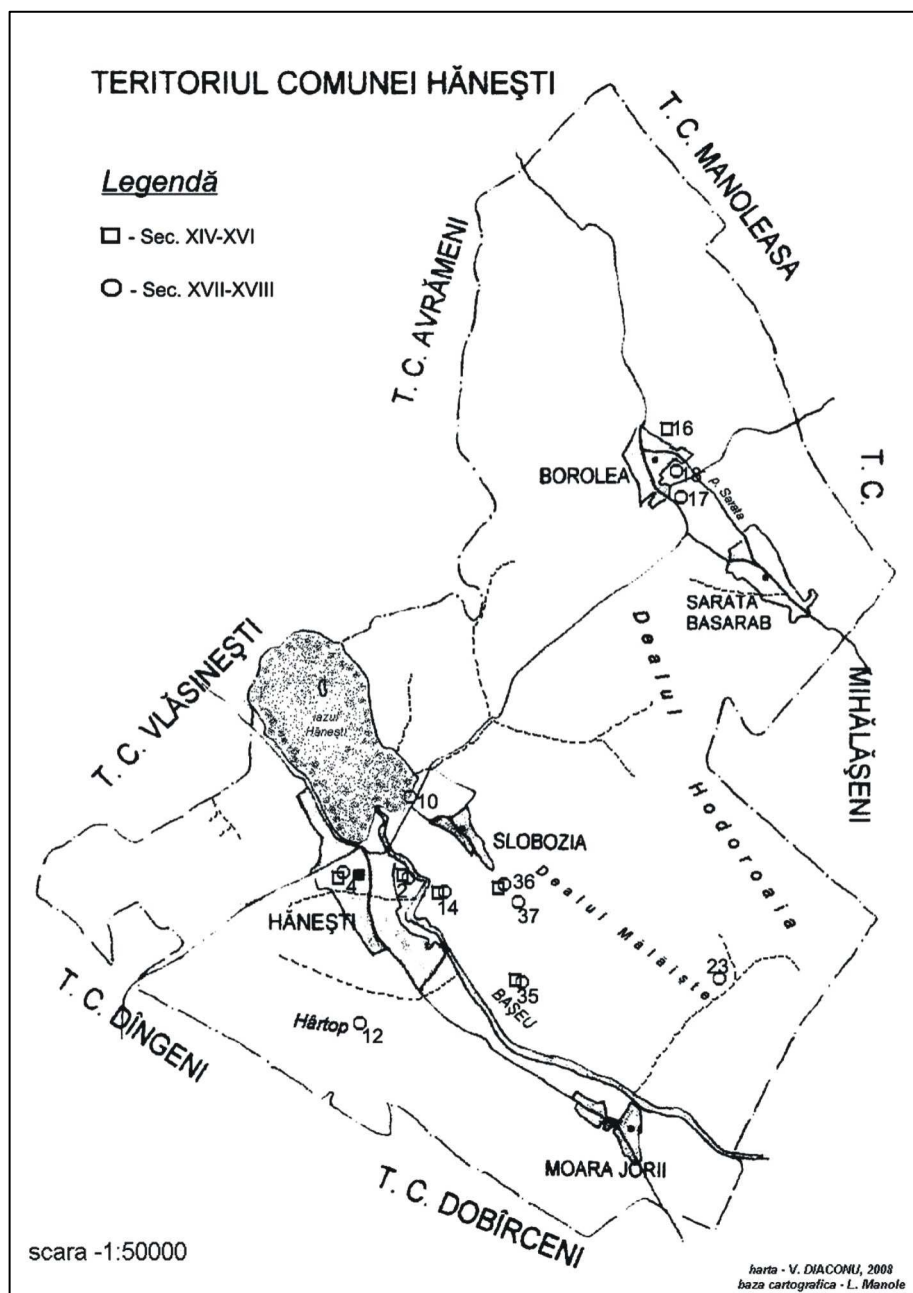 TERITORIUL COMUNEI HĂNEŞTI
Legendă
- Sec. XIV-XVI
- Sec. XVII-XVIII
T. C. MANOLEASA
T. C. AVRĂMENI
16
BOROLEA
18
17
p. Sarata
T. C.
MIHĂLĂŞENI
SARATA
BASARAB
Dealul Hodoroaia
T. C. VLĂSINEŞTI
iazul
Hăneşti
10
SLOBOZIA
4
2
14
36
37
HĂNEŞTI
Dealul Mălăişte
23
35
BAŞEU
Hârtop
12
T. C. DÎNGENI
MOARA JORII
T. C. DOBÎRCENI
scara -1:50000
harta - V. DIACONU, 2008
baza cartografica - L. Manole